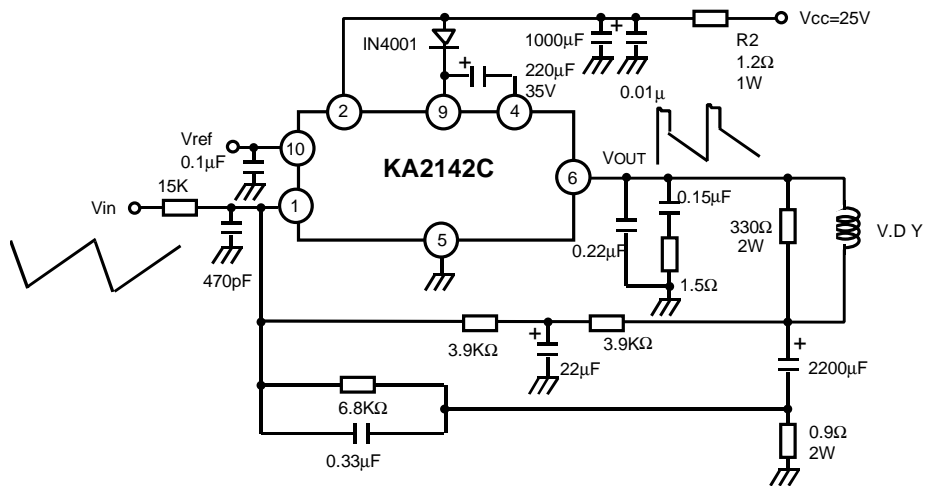 Vcc=25V
IN4001
1000μF
R2
1.2Ω
1W
220μF
35V
0.01μ
2
9
4
Vref
0.1μF
10
KA2142C
VOUT
6
15K
Vin
1
0.15μF
330Ω
2W
V.D Y
5
0.22μF
470pF
1.5Ω
3.9KΩ
22μF
3.9KΩ
2200μF
6.8KΩ
0.33μF
0.9Ω
2W